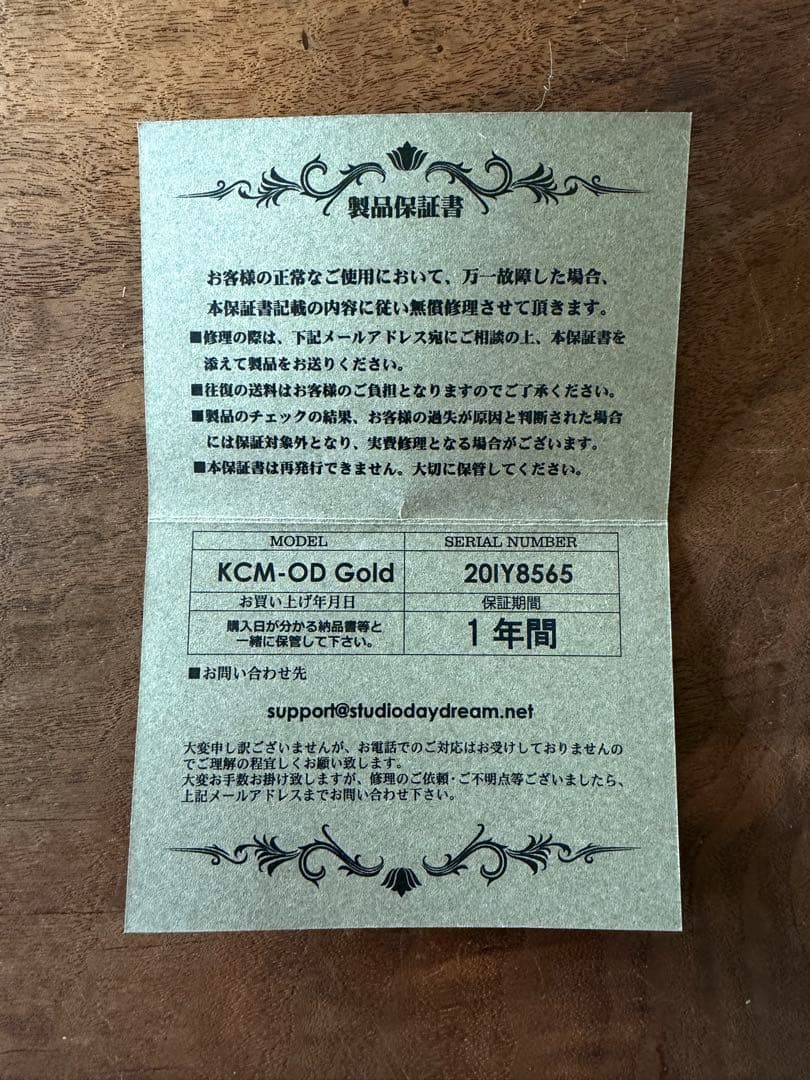 製品保証書
お客様の正常なご使用において、万一故障した場合、
本保証書記載の内容に従い無償修理させて頂きます。
■修理の際は、下記メールアドレス宛にご相談の上、本保証書を
添えて製品をお送りください。
■往復の送料はお客様のご負担となりますのでご了承ください。
■製品のチェックの結果、お客様の過失が原因と判断された場合
には保証対象外となり、実費修理となる場合がございます。
■本保証書は再発行できません。大切に保管してください。
MODEL
SERIAL NUMBER
KCM-OD Gold
20IY8565
お買い上げ年月日
保証期間
購入日が分かる納品書等と
一緒に保管して下さい。
1年間
■お問い合わせ先
support@studiodaydream.net
大変申し訳ございませんが、お電話でのご対応はお受けしておりませんの
でご理解の程宜しくお願い致します。
大変お手数お掛け致しますが、修理のご依頼・ご不明点等ございましたら、
上記メールアドレスまでお問い合わせ下さい。